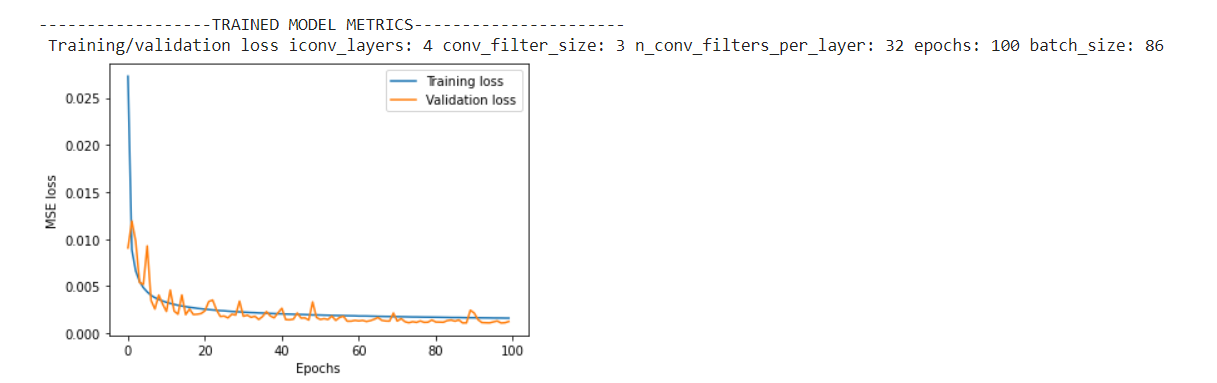 ------------------TRAINED MODEL METRICS----------------------
Training/validation loss iconv_layers: 4 conv_filter_size: 3 n_conv_filters_per_layer: 32 epochs: 100 batch_size: 86
Training loss
Validation loss
0.025
0.020
0.015
0.010
0.005
0.000
MSE loss
0 20 40 60 80 100
Epochs